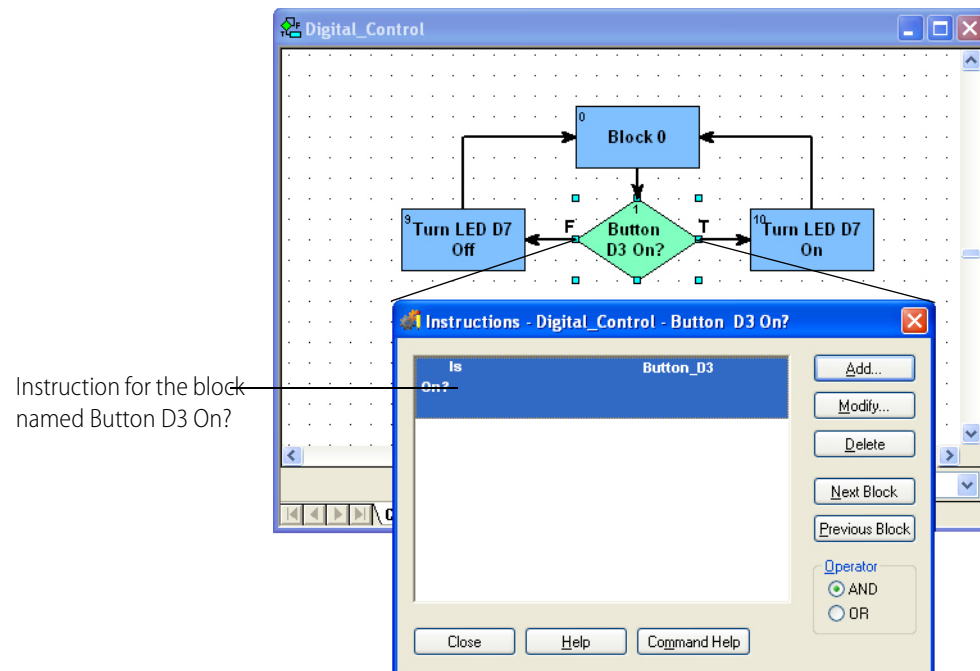 Digital_Control
0
Block 0
9
Turn LED D7
Off
F
1
Button
D3 On?
T
10
Turn LED D7
On
Instructions - Digital_Control - Button D3 On?
Is Button_D3
On?
Add...
Modify...
Delete
Next Block
Previous Block
Operator
AND
OR
Close
Help
Command Help
Instruction for the block
named Button D3 On?